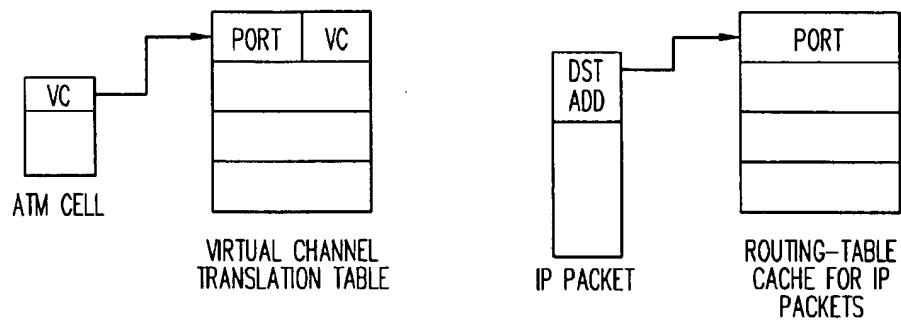 PORT VC
VC
ATM CELL
VIRTUAL CHANNEL
TRANSLATION TABLE
PORT
DST
ADD
IP PACKET
ROUTING-TABLE
CACHE FOR IP
PACKETS